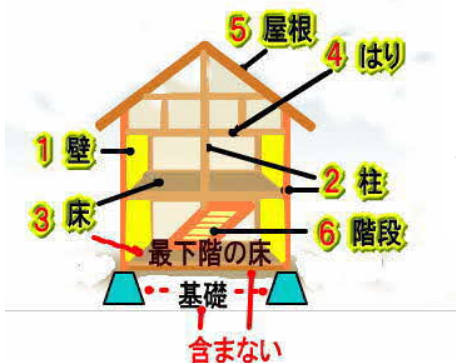 5 屋根
4 はり
1 壁
2 柱
3 床
6 階段
最下階の床
基礎
含まない